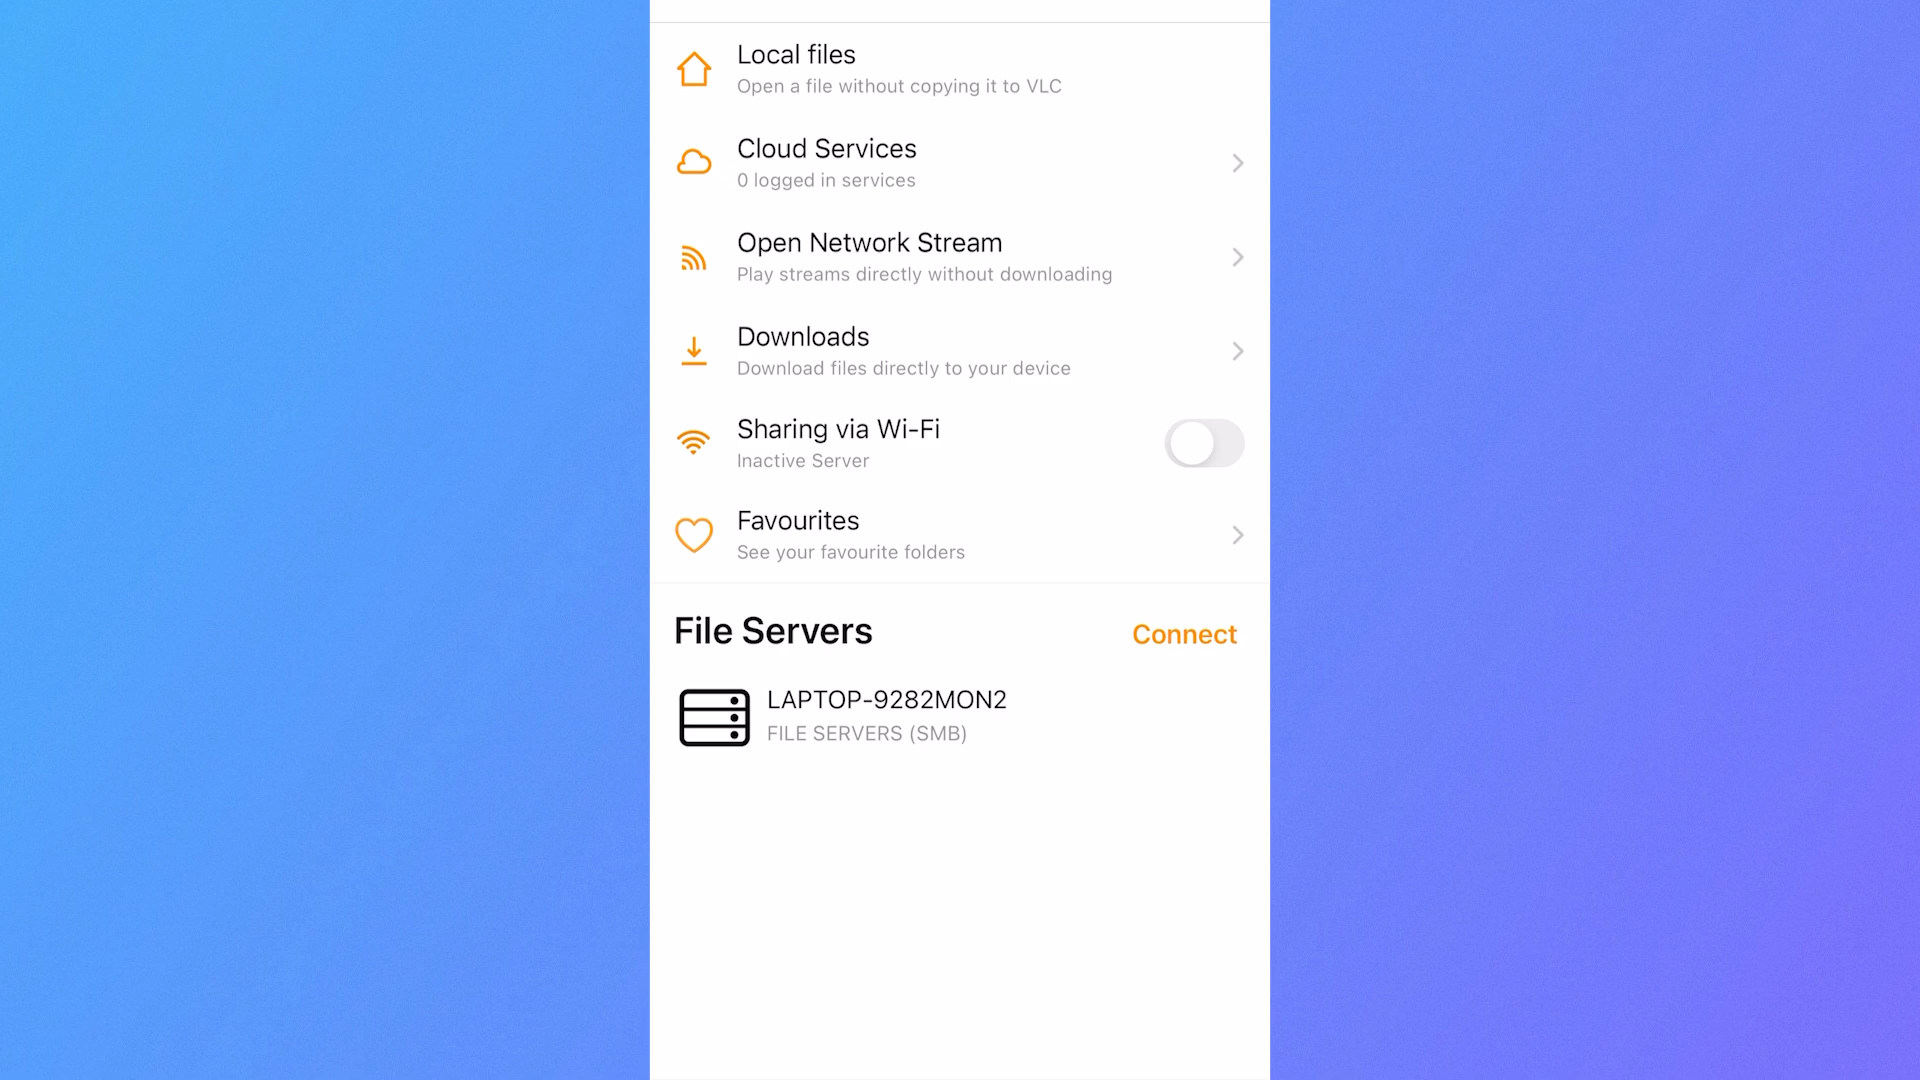 Local files
Open a file without copying it to VLC
Cloud Services
0 logged in services
Open Network Stream
Play streams directly without downloading
Downloads
Download files directly to your device
Sharing via Wi-Fi
Inactive Server
Favourites
See your favourite folders
File Servers
Connect
LAPTOP-9282MON2
FILE SERVERS (SMB)